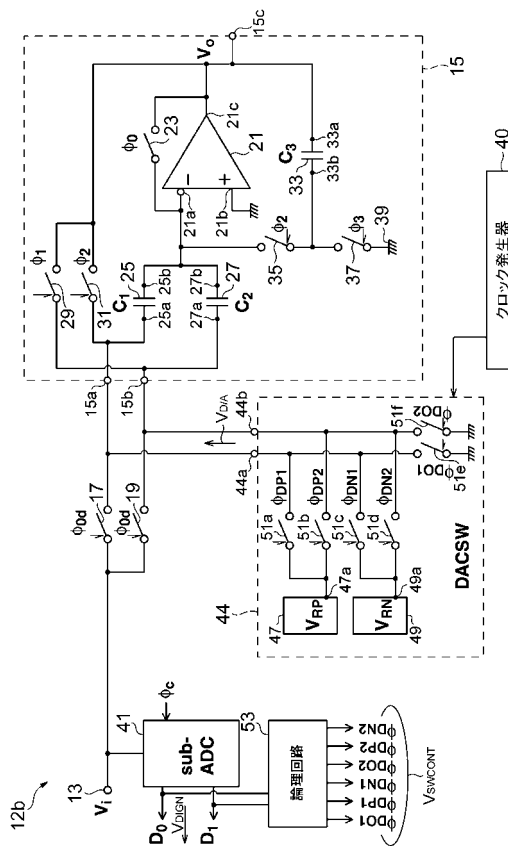 12b
13
Vi
41
sub-
ADC
ϕc
D0
VDIGN
D1
53
論理回路
ϕDO1
ϕDP1
ϕDN1
ϕDO2
ϕDP2
ϕDN2
VSWCONT
ϕ0d
17
ϕ0d
19
15a
15b
VD/A
44a
44b
44
47
VRP
47a
49
VRN
49a
51a
ϕDP1
51b
ϕDP2
51c
ϕDN1
51d
ϕDN2
51f
ϕDO2
51e
ϕDO1
DACSW
40
クロック発生器
15
ϕ1
29
ϕ2
31
C1
25
25a
25b
27a
27b
27
C2
ϕ0
23
21a
21b
21c
21
−
+
Vo
15c
C3
33
33a
33b
ϕ2
35
ϕ3
37
39